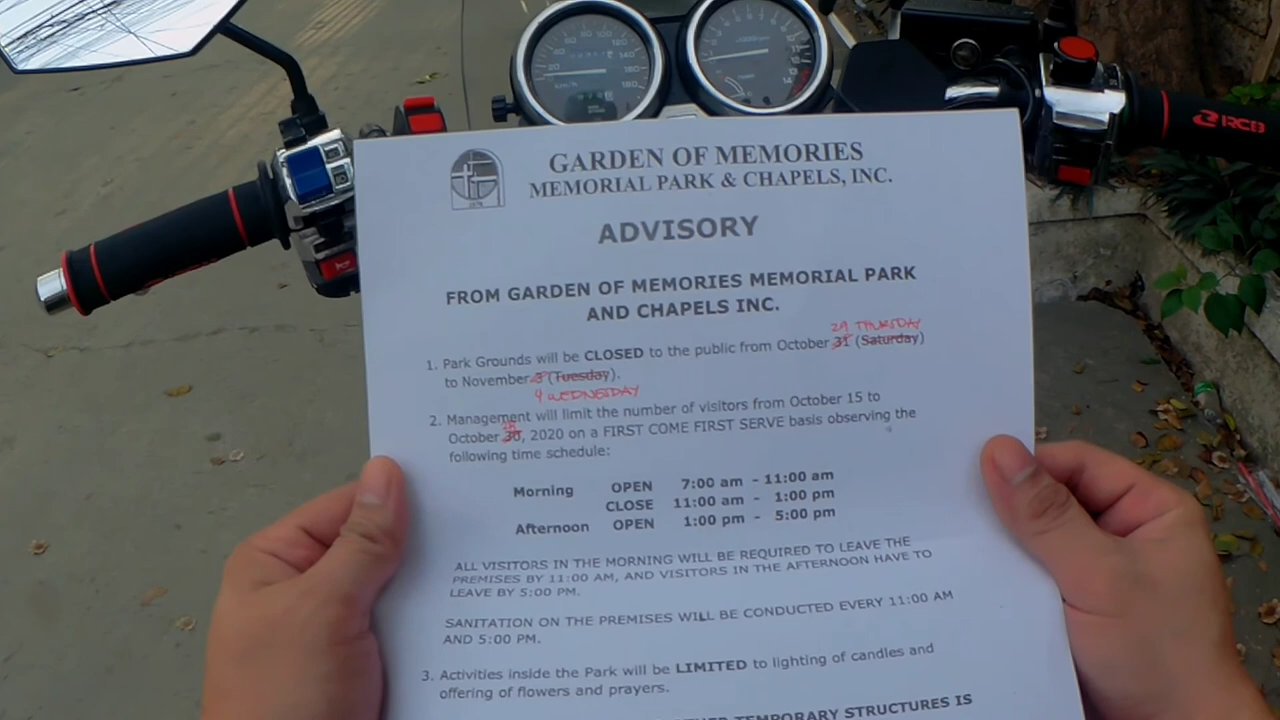 GARDEN OF MEMORIES
MEMORIAL PARK & CHAPELS, INC.
ADVISORY
FROM GARDEN OF MEMORIES MEMORIAL PARK
AND CHAPELS INC.
29 THURSDAY
1. Park Grounds will be CLOSED to the public from October 31 (Saturday)
to November 3 (Tuesday).
4 WEDNESDAY
2. Management will limit the number of visitors from October 15 to
October 30, 2020 on a FIRST COME FIRST SERVE basis observing the
following time schedule:
Morning OPEN 7:00 am - 11:00 am
CLOSE 11:00 am - 1:00 pm
Afternoon OPEN 1:00 pm - 5:00 pm
ALL VISITORS IN THE MORNING WILL BE REQUIRED TO LEAVE THE
PREMISES BY 11:00 AM, AND VISITORS IN THE AFTERNOON HAVE TO
LEAVE BY 5:00 PM.
SANITATION ON THE PREMISES WILL BE CONDUCTED EVERY 11:00 AM
AND 5:00 PM.
3. Activities inside the Park will be LIMITED to lighting of candles and
offering of flowers and prayers.
TEMPORARY STRUCTURES IS
RCB